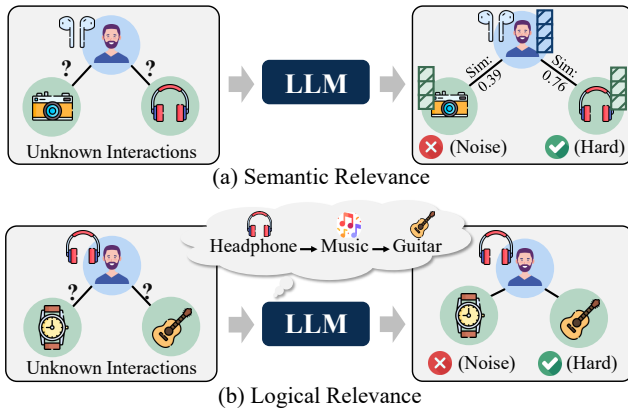 ? ?
Unknown Interactions
LLM
Sim:
0.39
Sim:
0.76
(Noise) (Hard)
(a) Semantic Relevance
Headphone Music Guitar
? ?
Unknown Interactions
LLM
(Noise) (Hard)
(b) Logical Relevance